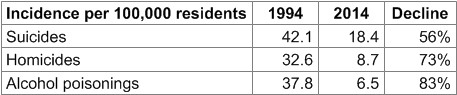 Incidence per 100,000 residents 1994 2014 Decline
Suicides 42.1 18.4 56%
Homicides 32.6 8.7 73%
Alcohol poisonings 37.8 6.5 83%